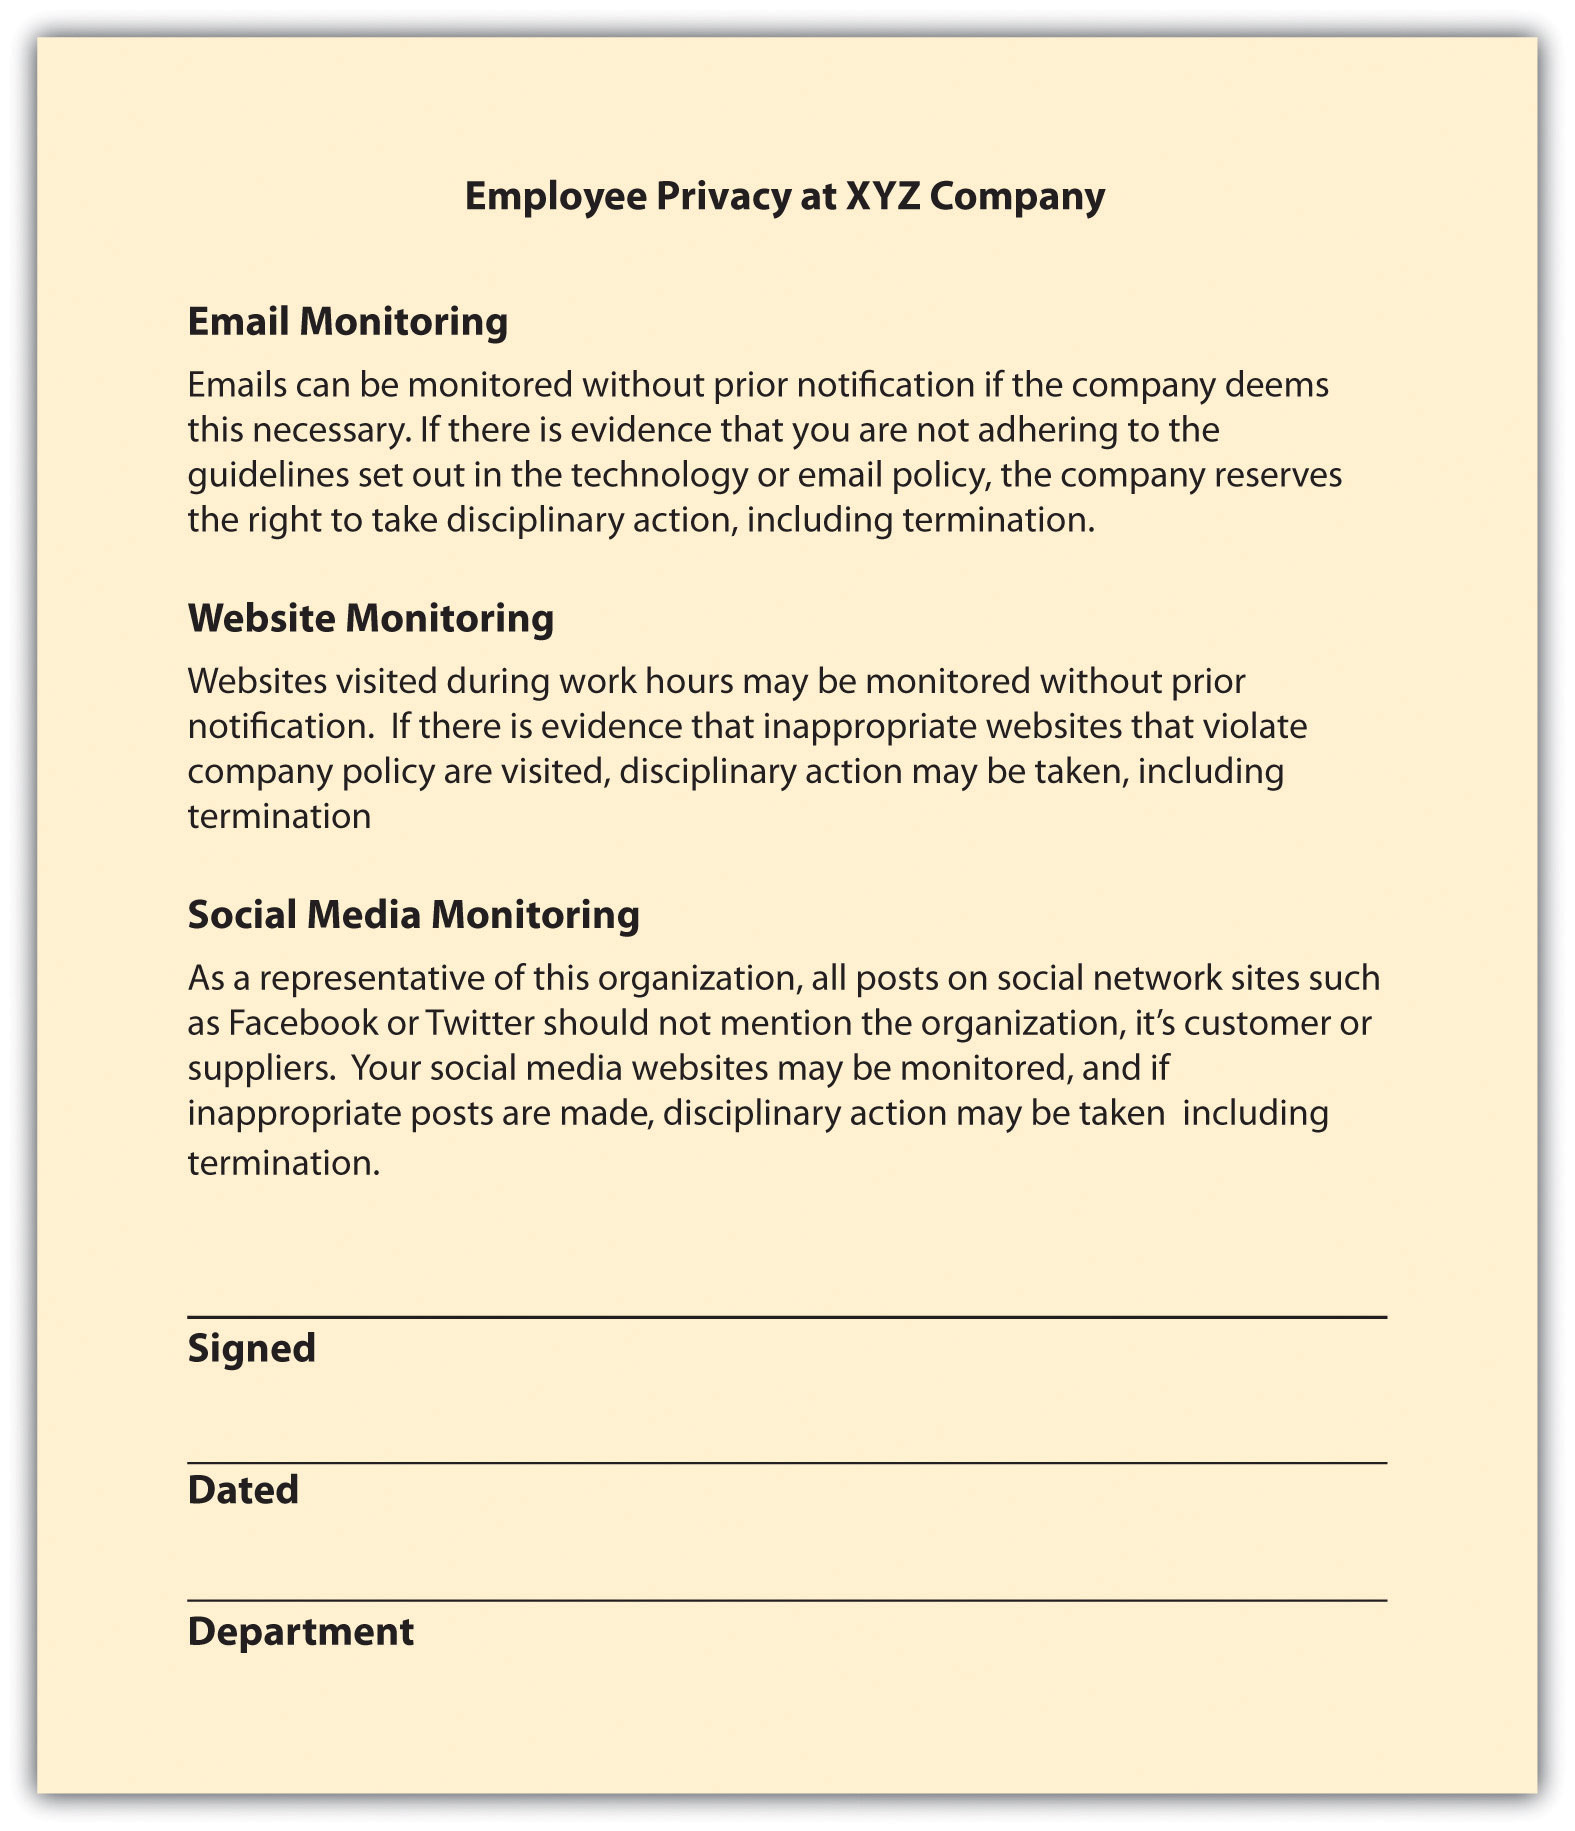 Employee Privacy at XYZ Company
Email Monitoring
Emails can be monitored without prior notification if the company deems
this necessary. If there is evidence that you are not adhering to the
guidelines set out in the technology or email policy, the company reserves
the right to take disciplinary action, including termination.
Website Monitoring
Websites visited during work hours may be monitored without prior
notification.  If there is evidence that inappropriate websites that violate
company policy are visited, disciplinary action may be taken, including
termination
Social Media Monitoring
As a representative of this organization, all posts on social network sites such
as Facebook or Twitter should not mention the organization, it’s customer or
suppliers.  Your social media websites may be monitored, and if
inappropriate posts are made, disciplinary action may be taken  including
termination.
Signed
Dated
Department